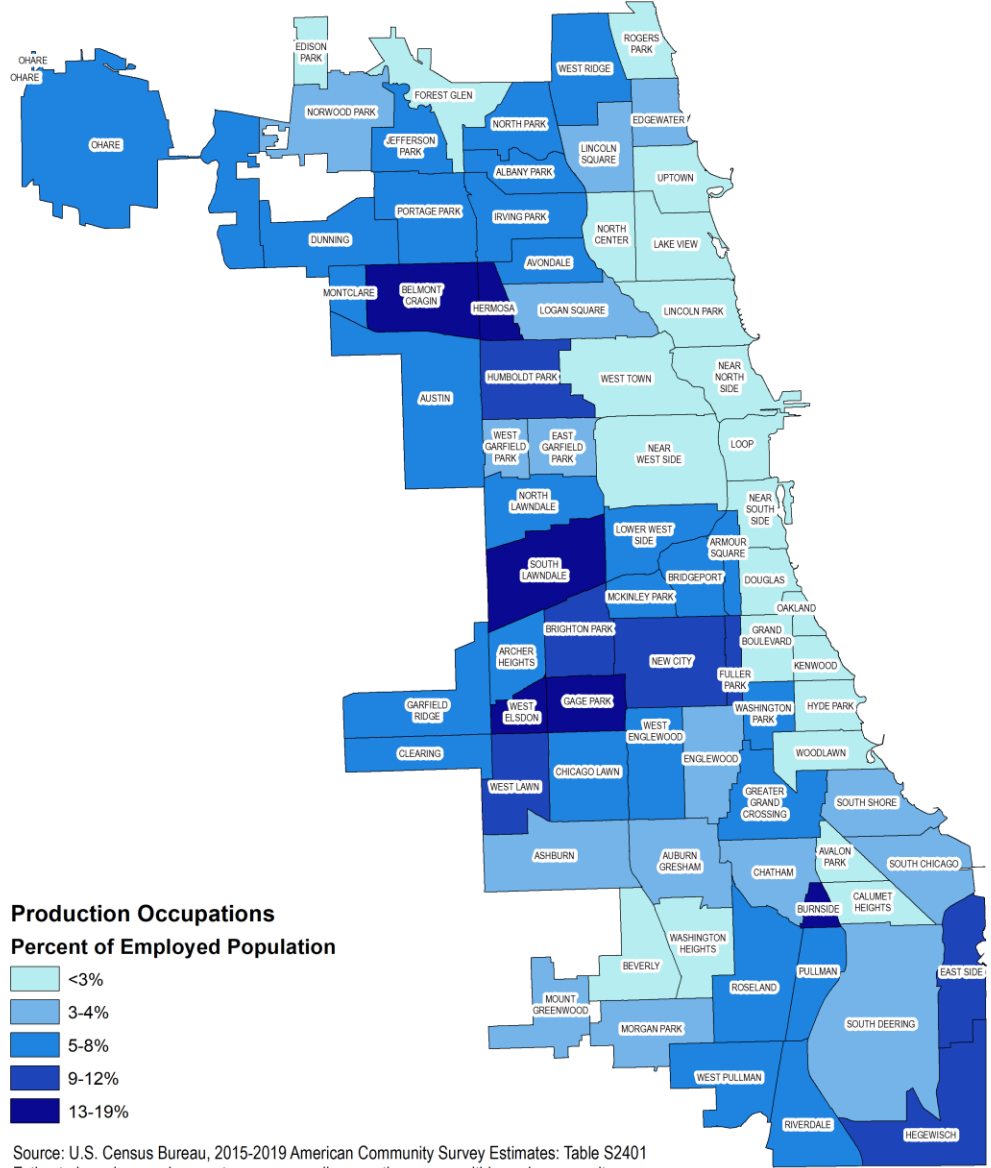 OHARE
OHARE
OHARE
EDISON
PARK
NORWOOD PARK
FOREST GLEN
JEFFERSON
PARK
NORTH PARK
WEST RIDGE
ROGERS
PARK
EDGEWATER
LINCOLN
SQUARE
ALBANY PARK
UPTOWN
PORTAGE PARK
IRVING PARK
NORTH
CENTER
LAKE VIEW
DUNNING
AVONDALE
MONTCLARE
BELMONT
CRAGIN
HERMOSA
LOGAN SQUARE
LINCOLN PARK
HUMBOLDT PARK
WEST TOWN
NEAR
NORTH
SIDE
AUSTIN
WEST
GARFIELD
PARK
EAST
GARFIELD
PARK
NEAR
WEST SIDE
LOOP
NORTH
LAWNDALE
NEAR
SOUTH
SIDE
LOWER WEST
SIDE
ARMOUR
SQUARE
SOUTH
LAWNDALE
BRIDGEPORT
DOUGLAS
MCKINLEY PARK
OAKLAND
BRIGHTON PARK
GRAND
BOULEVARD
ARCHER
HEIGHTS
NEW CITY
FULLER
PARK
KENWOOD
WEST
ELSDON
GAGE PARK
GARFIELD
RIDGE
WASHINGTON
PARK
HYDE PARK
WEST
ENGLEWOOD
CLEARING
ENGLEWOOD
WOODLAWN
CHICAGO LAWN
WEST LAWN
GREATER
GRAND
CROSSING
SOUTH SHORE
ASHBURN
AUBURN
GRESHAM
CHATHAM
AVALON
PARK
SOUTH CHICAGO
BURNSIDE
CALUMET
HEIGHTS
BEVERLY
WASHINGTON
HEIGHTS
PULLMAN
EAST SIDE
ROSELAND
MOUNT
GREENWOOD
MORGAN PARK
SOUTH DEERING
WEST PULLMAN
RIVERDALE
HEGEWISCH
Production Occupations
Percent of Employed Population
<3%
3-4%
5-8%
9-12%
13-19%
Source: U.S. Census Bureau, 2015-2019 American Community Survey Estimates: Table S2401